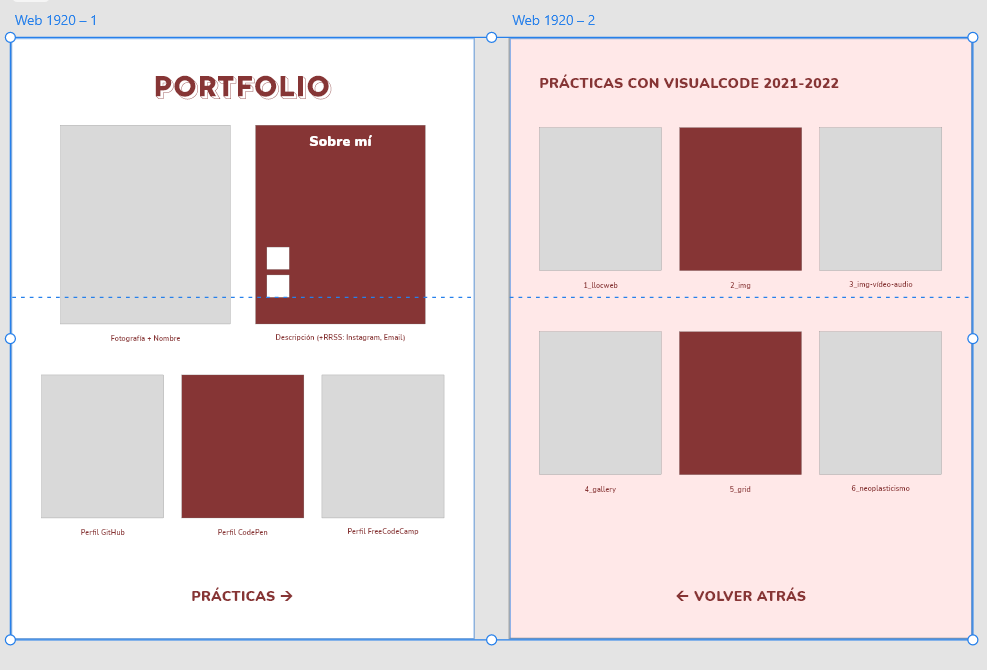 Web 1920 – 1
PORTFOLIO
Sobre mí
Fotografía + Nombre
Descripción (+RRSS: Instagram, Email)
Perfil GitHub
Perfil CodePen
Perfil FreeCodeCamp
PRÁCTICAS →
Web 1920 – 2
PRÁCTICAS CON VISUALCODE 2021-2022
1_llocweb
2_img
3_img-vídeo-audio
4_gallery
5_grid
6_neoplasticismo
← VOLVER ATRÁS